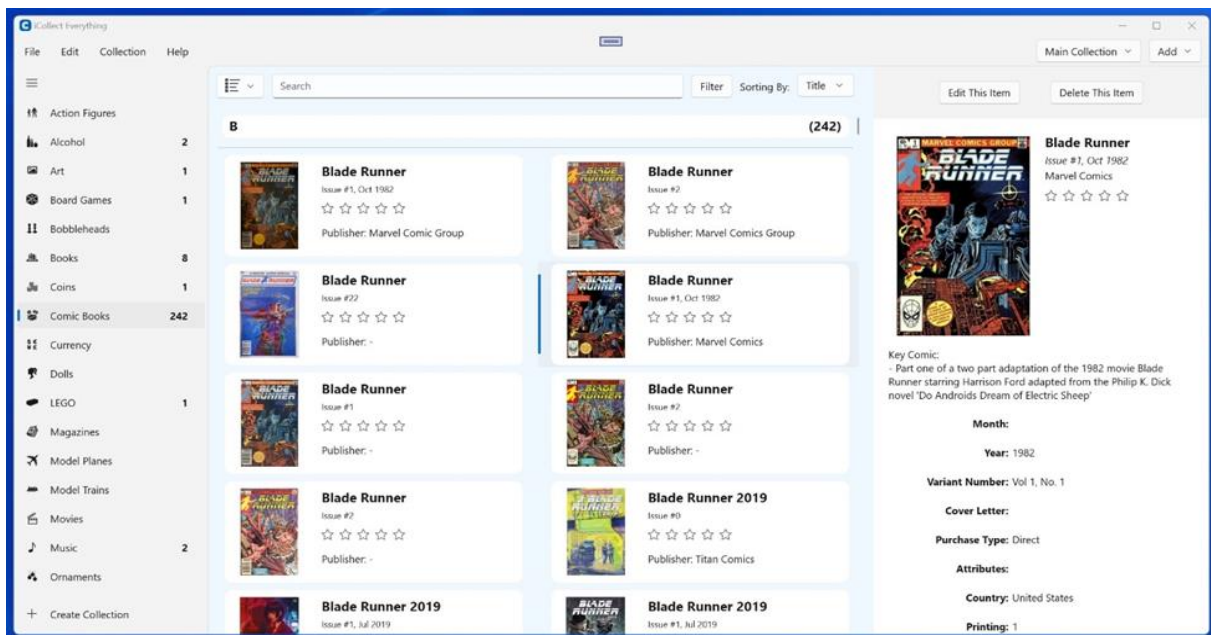 iCollect Everything
File Edit Collection Help
Main Collection Add
Search
Filter Sorting By: Title
Edit This Item Delete This Item
Action Figures
Alcohol 2
Art 1
Board Games 1
Bobbleheads
Books 8
Coins 1
Comic Books 242
Currency
Dolls
LEGO 1
Magazines
Model Planes
Model Trains
Movies
Music 2
Ornaments
Create Collection
B (242)
Blade Runner
Issue #1, Oct 1982
Publisher: Marvel Comic Group
Blade Runner
Issue #2
Publisher: Marvel Comics Group
Blade Runner
Issue #22
Publisher: -
Blade Runner
Issue #1, Oct 1982
Publisher: Marvel Comics
Blade Runner
Issue #1
Publisher: -
Blade Runner
Issue #2
Publisher: -
Blade Runner
Issue #2
Publisher: -
Blade Runner 2019
Issue #0
Publisher: Titan Comics
Blade Runner 2019
Issue #1, Jul 2019
Blade Runner 2019
Issue #1, Jul 2019
MARVEL COMICS GROUP
BLADE
RUNNER
Blade Runner
Issue #1, Oct 1982
Marvel Comics
Key Comic:
- Part one of a two part adaptation of the 1982 movie Blade
Runner starring Harrison Ford adapted from the Philip K. Dick
novel 'Do Androids Dream of Electric Sheep'
Month:
Year: 1982
Variant Number: Vol 1, No. 1
Cover Letter:
Purchase Type: Direct
Attributes:
Country: United States
Printing: 1